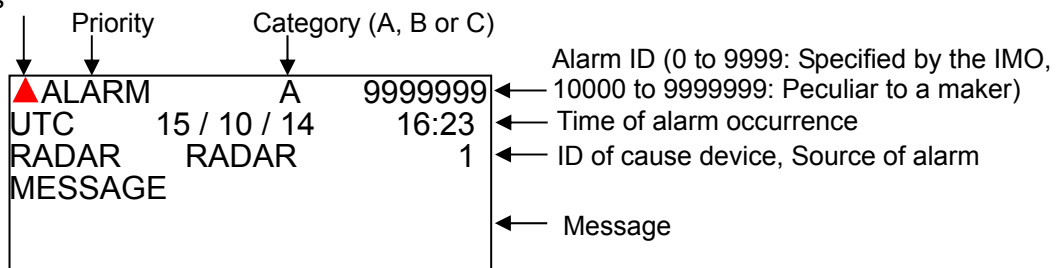 Priority Category (A, B or C)
Alarm ID (0 to 9999: Specified by the IMO,
10000 to 9999999: Peculiar to a maker)
ALARM A 9999999
UTC 15 / 10 / 14 16:23
Time of alarm occurrence
RADAR RADAR 1
ID of cause device, Source of alarm
MESSAGE
Message